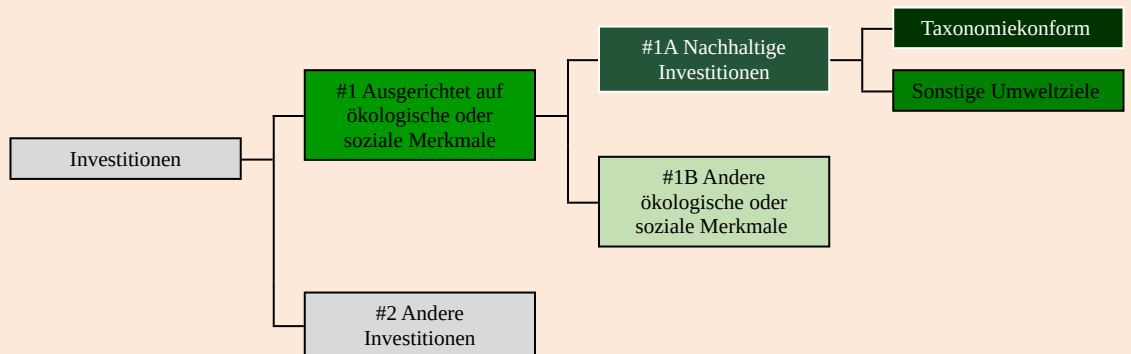 Investitionen
#1 Ausgerichtet auf
ökologische oder
soziale Merkmale
#2 Andere
Investitionen
#1A Nachhaltige
Investitionen
#1B Andere
ökologische oder
soziale Merkmale
Taxonomiekonform
Sonstige Umweltziele